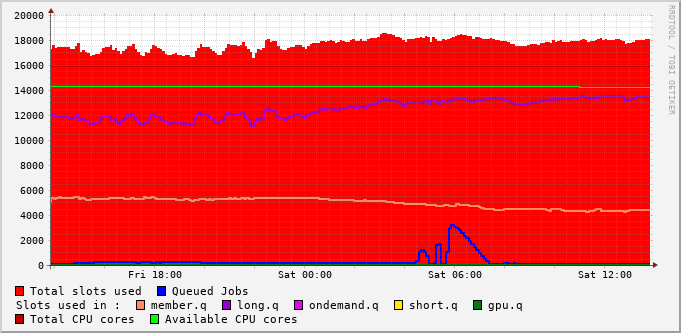 20000
18000
16000
14000
12000
10000
8000
6000
4000
2000
0
Fri 18:00 Sat 00:00 Sat 06:00 Sat 12:00
RRDTOOL / TOBI OETIKER
Total slots used Queued Jobs
Slots used in : member.q long.q ondemand.q short.q gpu.q
Total CPU cores Available CPU cores